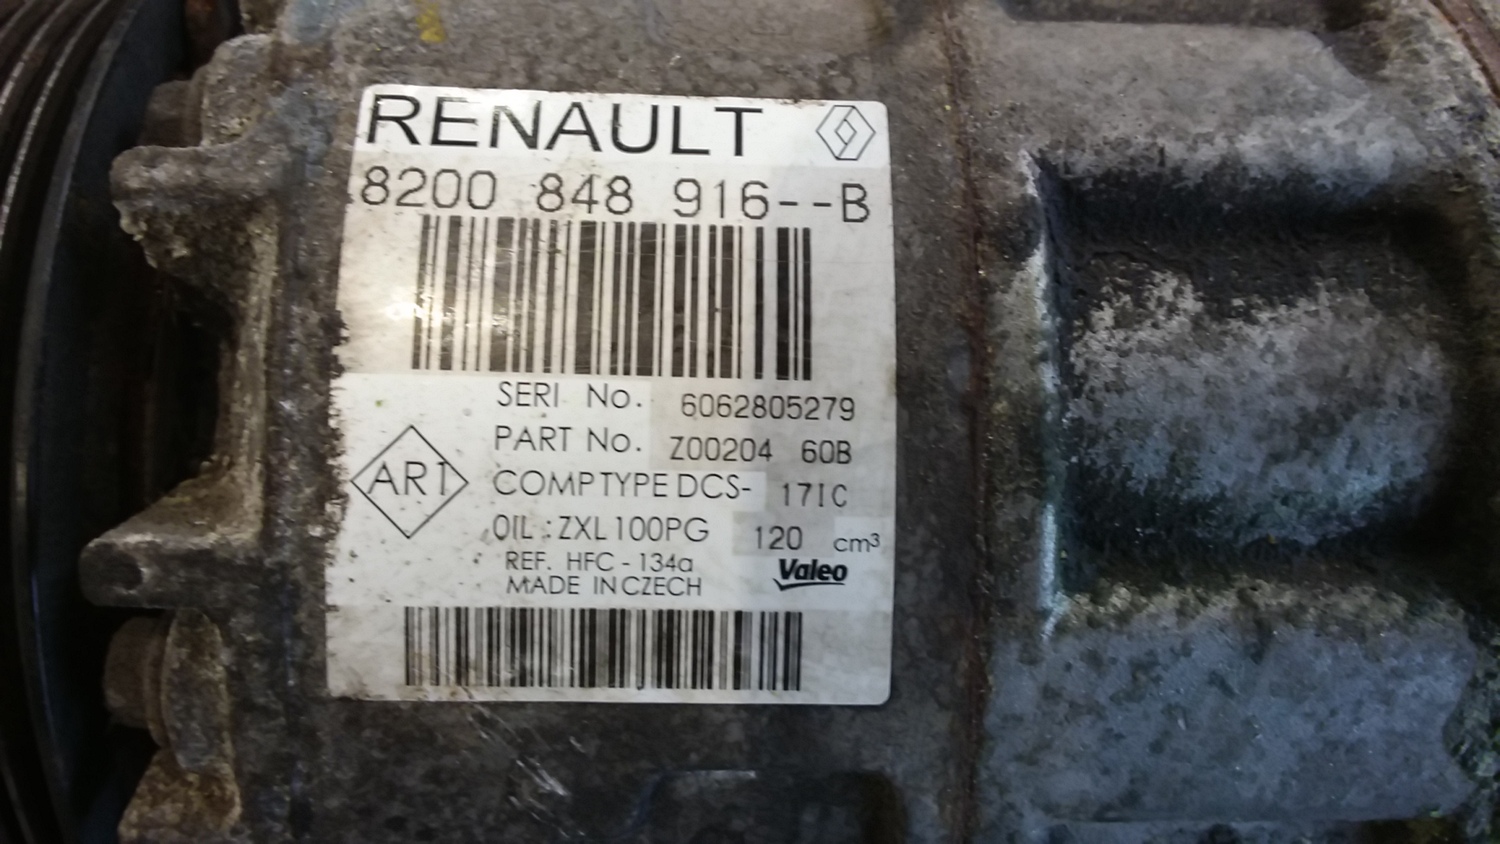 RENAULT
8200 848 916--B
SERI No. 6062805279
PART No. Z00204 60B
COMPTYPE DCS- 17IC
AR1
OIL : ZXL100PG 120 cm³
REF. HFC - 134a
MADE IN CZECH
Valeo